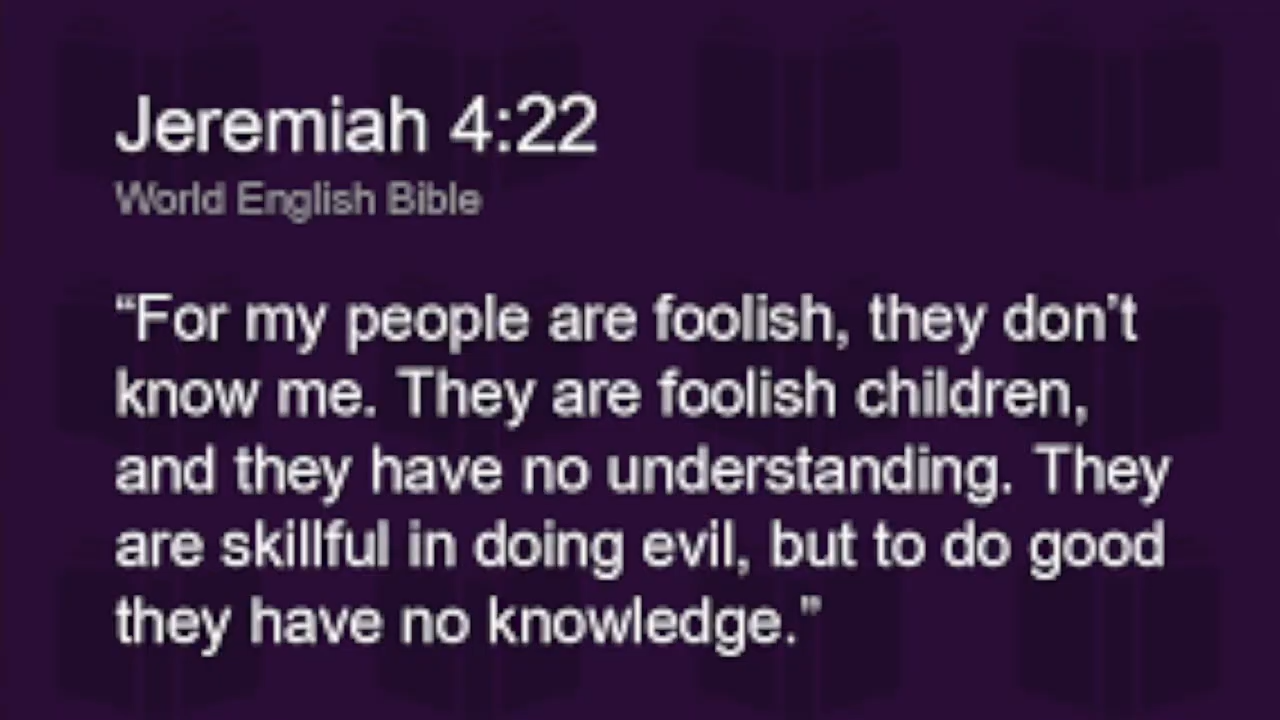 Jeremiah 4:22
World English Bible
“For my people are foolish, they don’t
know me. They are foolish children,
and they have no understanding. They
are skillful in doing evil, but to do good
they have no knowledge.”